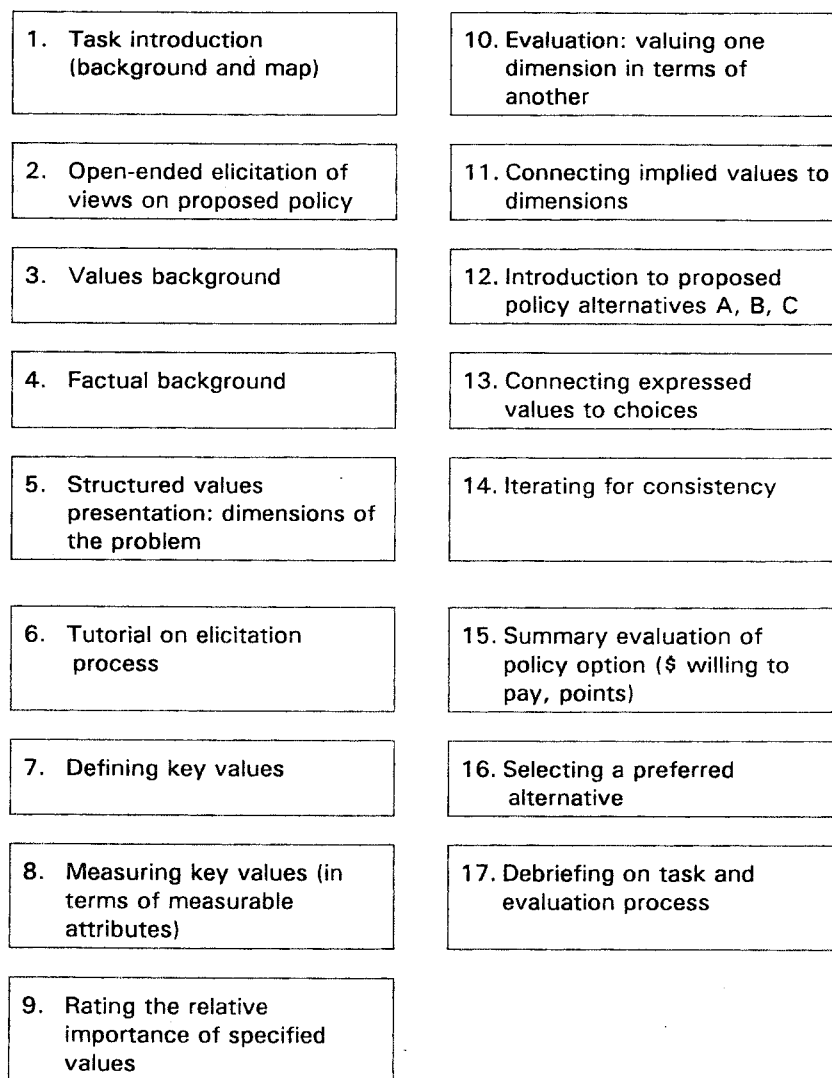 1. Task introduction
(background and map)
2. Open-ended elicitation of
views on proposed policy
3. Values background
4. Factual background
5. Structured values
presentation: dimensions of
the problem
6. Tutorial on elicitation
process
7. Defining key values
8. Measuring key values (in
terms of measurable
attributes)
9. Rating the relative
importance of specified
values
10. Evaluation: valuing one
dimension in terms of
another
11. Connecting implied values to
dimensions
12. Introduction to proposed
policy alternatives A, B, C
13. Connecting expressed
values to choices
14. Iterating for consistency
15. Summary evaluation of
policy option ($ willing to
pay, points)
16. Selecting a preferred
alternative
17. Debriefing on task and
evaluation process